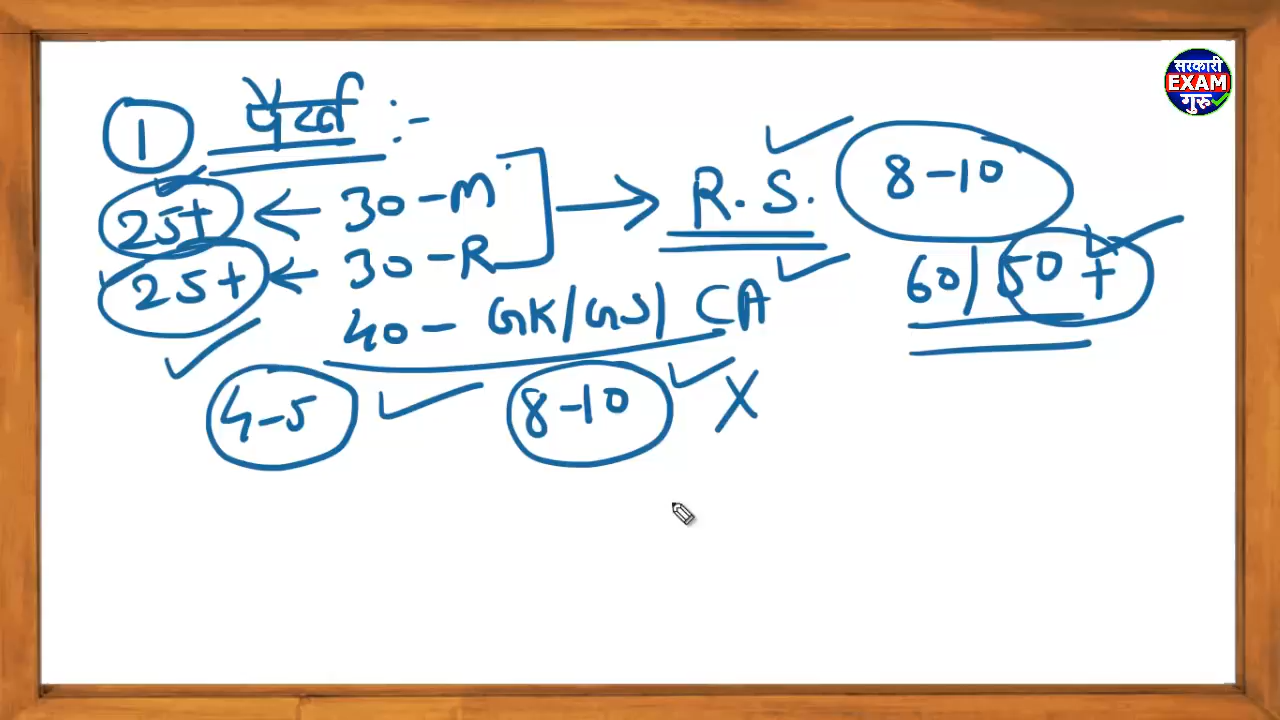 सरकारी
EXAM
गुरु
1 पैटर्न :-
25+ ← 30-M → R.S. 8-10
25+ ← 30-R 60/50+
40- GK/GS/CA
4-5 8-10 X